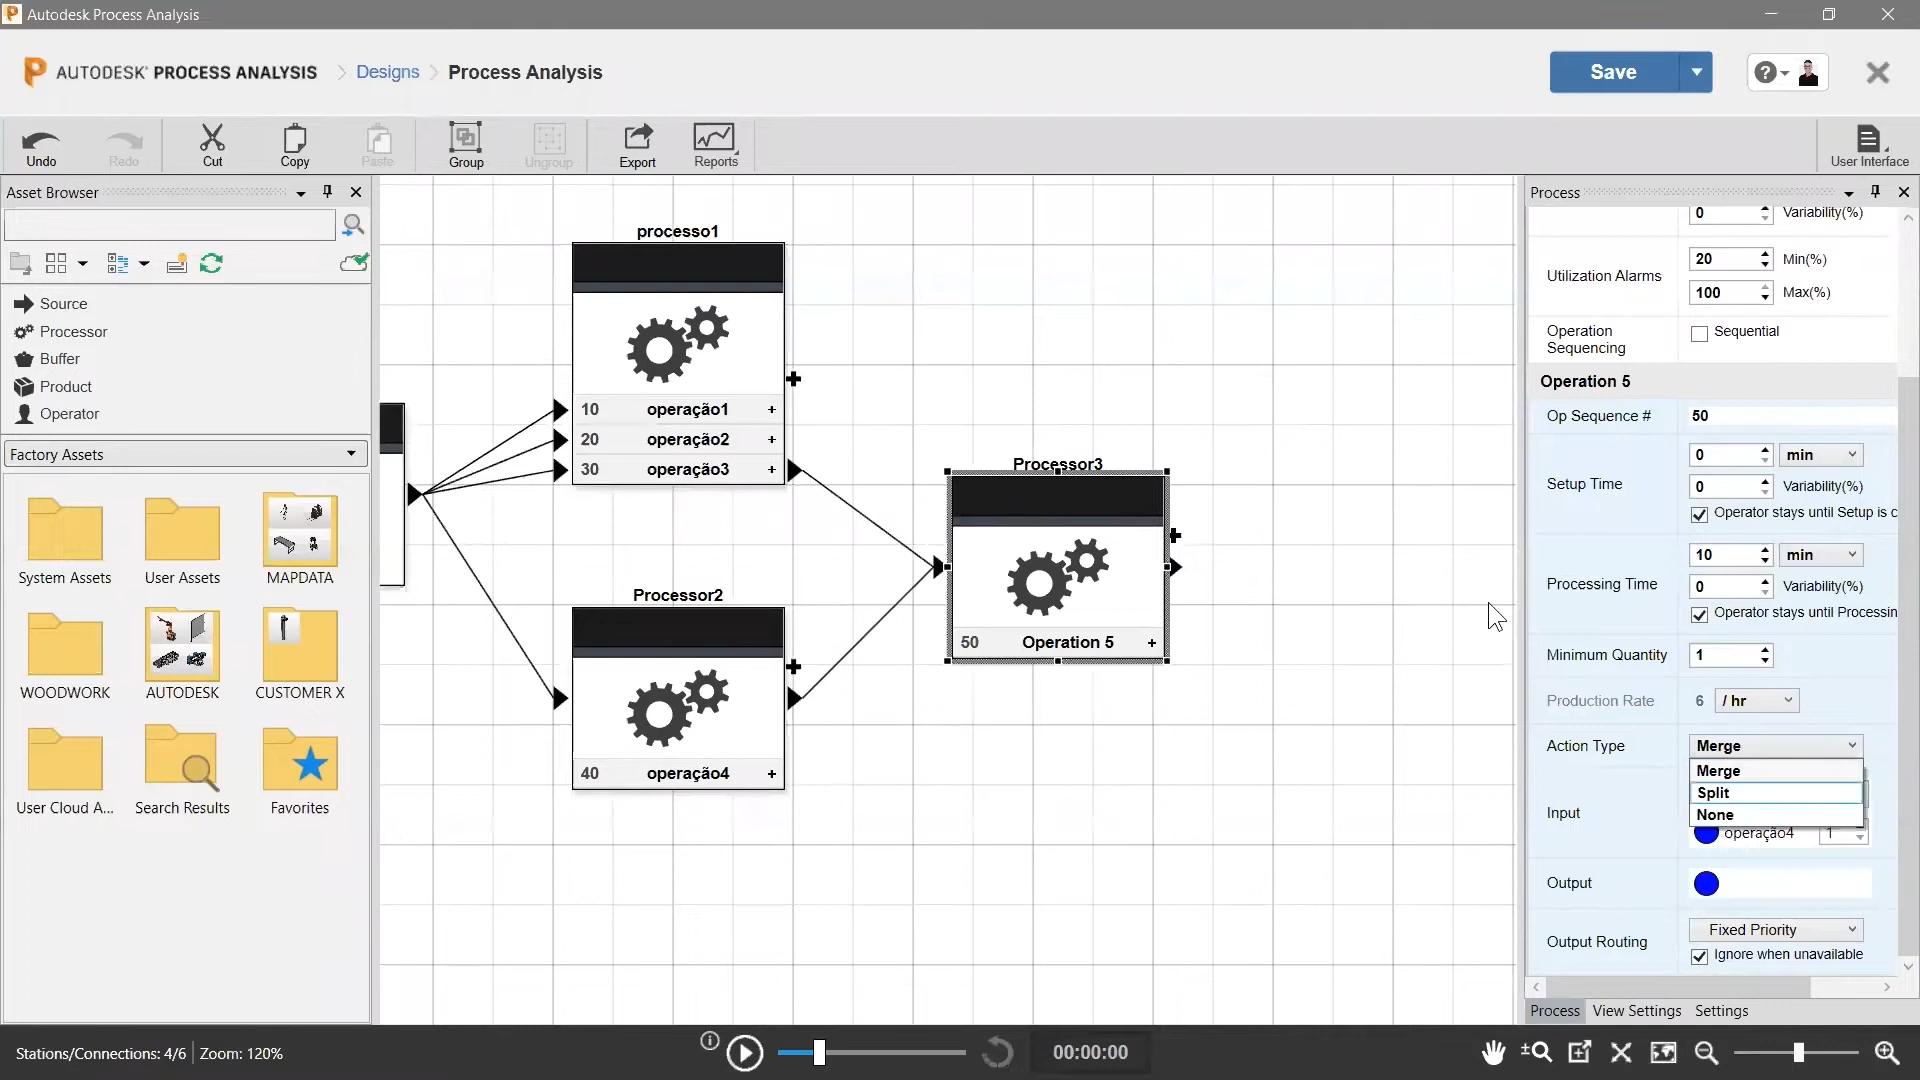 Autodesk Process Analysis
AUTODESK PROCESS ANALYSIS Designs Process Analysis
Save
Undo Redo Cut Copy Paste Group Ungroup Export Reports User Interface
Asset Browser
Source
Processor
Buffer
Product
Operator
Factory Assets
System Assets User Assets MAPDATA
WOODWORK AUTODESK CUSTOMER X
User Cloud A... Search Results Favorites
processo1
10 operação1 +
20 operação2 +
30 operação3 +
Processor2
40 operação4 +
Processor3
50 Operation 5 +
Process
0 Variability(%)
Utilization Alarms
20 Min(%)
100 Max(%)
Operation Sequencing
Sequential
Operation 5
Op Sequence # 50
Setup Time
0 min
0 Variability(%)
Operator stays until Setup is c
Processing Time
10 min
0 Variability(%)
Operator stays until Processin
Minimum Quantity 1
Production Rate 6 / hr
Action Type Merge
Merge
Split
None
Input
operação4 1
Output
Output Routing
Fixed Priority
Ignore when unavailable
Process View Settings Settings
Stations/Connections: 4/6 Zoom: 120%
00:00:00